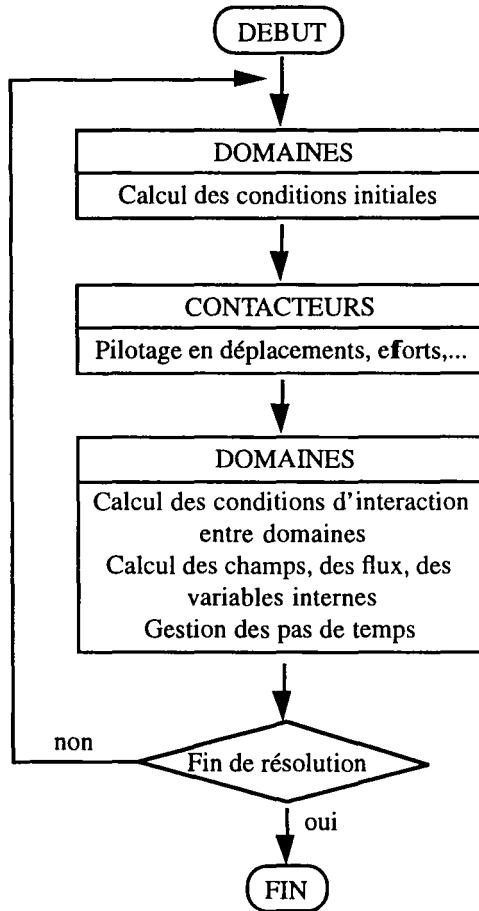 DEBUT
DOMAINES
Calcul des conditions initiales
CONTACTEURS
Pilotage en déplacements, eforts,...
DOMAINES
Calcul des conditions d'interaction
entre domaines
Calcul des champs, des flux, des
variables internes
Gestion des pas de temps
non
Fin de résolution
oui
FIN